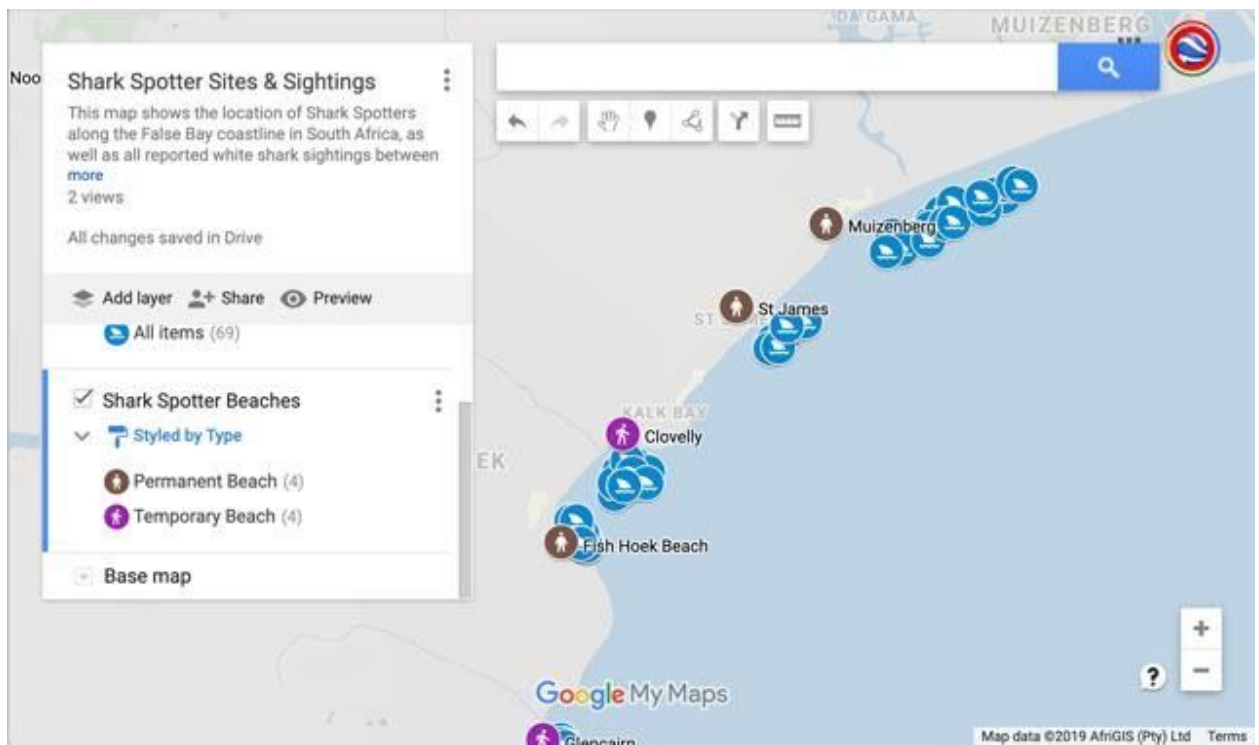 DA GAMA
MUIZENBERG
Noo
Shark Spotter Sites & Sightings
This map shows the location of Shark Spotters
along the False Bay coastline in South Africa, as
well as all reported white shark sightings between
more
2 views
All changes saved in Drive
Add layer Share Preview
All items (69)
Shark Spotter Beaches
Styled by Type
Permanent Beach (4)
Temporary Beach (4)
Base map
Muizenberg
St James
ST
KALK BAY
Clovelly
EK
Fish Hoek Beach
Google My Maps
Glencairn
?
+
−
Map data ©2019 AfriGIS (Pty) Ltd Terms